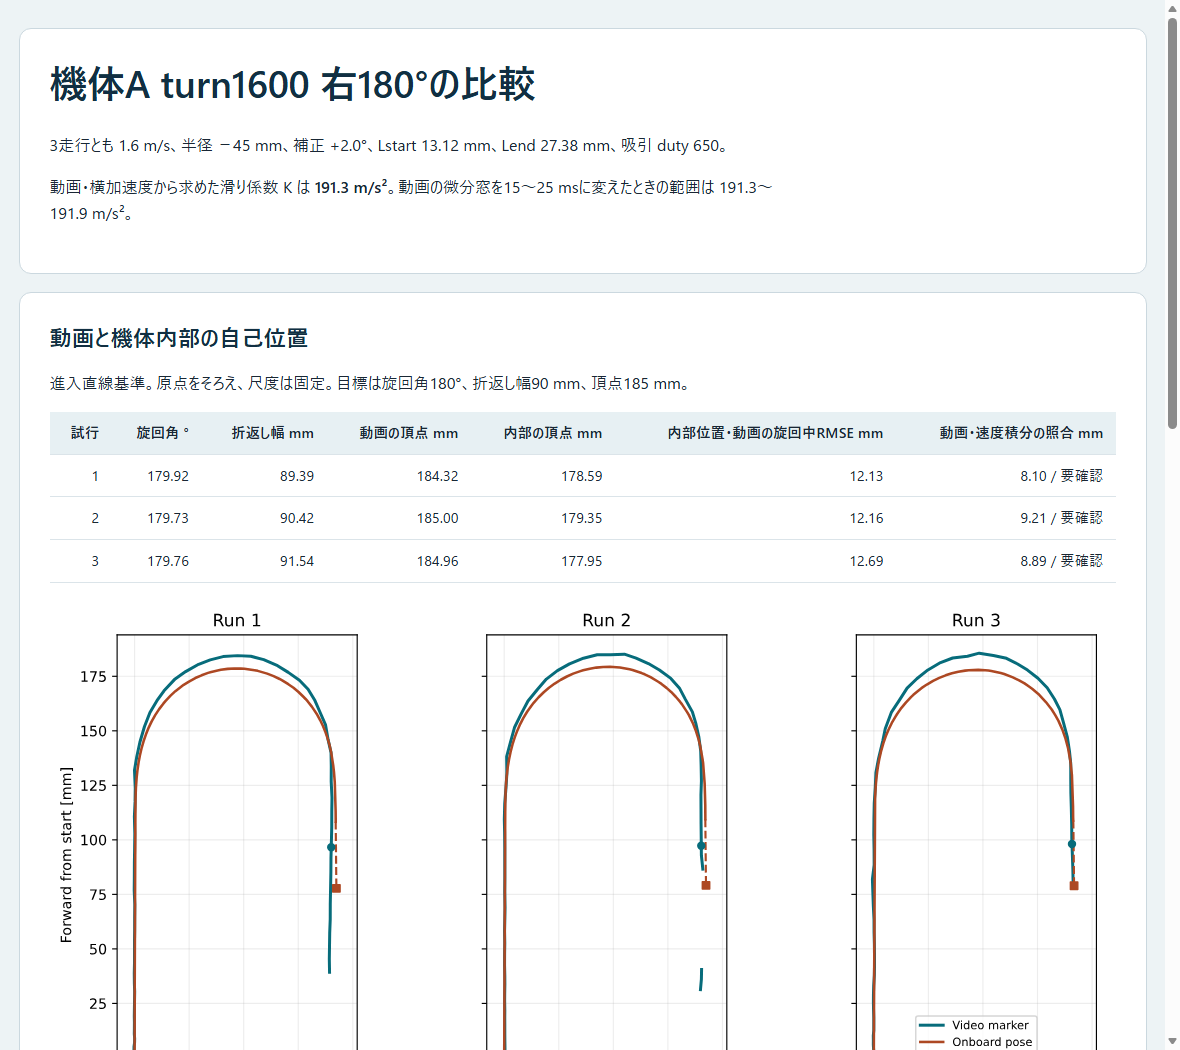 機体A turn1600 右180°の比較
3走行とも 1.6 m/s、半径 −45 mm、補正 +2.0°、Lstart 13.12 mm、Lend 27.38 mm、吸引 duty 650。
動画・横加速度から求めた滑り係数 K は 191.3 m/s²。動画の微分窓を15〜25 msに変えたときの範囲は 191.3〜
191.9 m/s²。
動画と機体内部の自己位置
進入直線基準。原点をそろえ、尺度は固定。目標は旋回角180°、折返し幅90 mm、頂点185 mm。
試行 旋回角 ° 折返し幅 mm 動画の頂点 mm 内部の頂点 mm 内部位置・動画の旋回中RMSE mm 動画・速度積分の照合 mm
1 179.92 89.39 184.32 178.59 12.13 8.10 / 要確認
2 179.73 90.42 185.00 179.35 12.16 9.21 / 要確認
3 179.76 91.54 184.96 177.95 12.69 8.89 / 要確認
Run 1 Run 2 Run 3
175
150
125
100
75
50
25
Forward from start [mm]
Video marker
Onboard pose